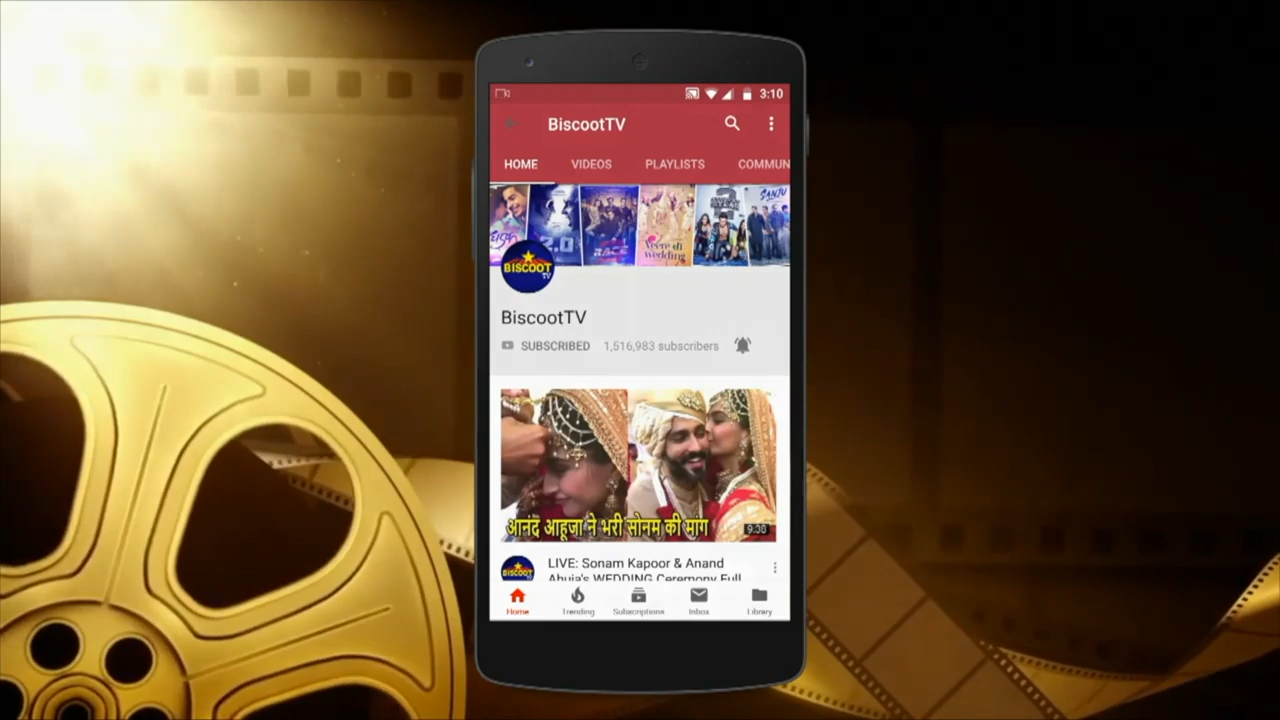 3:10
BiscootTV
HOME VIDEOS PLAYLISTS COMMUN
SANJU
2.0
RACE
Veere di
Wedding
BISCOOT
TV
BiscootTV
SUBSCRIBED 1,516,983 subscribers
आनंद आहूजा ने भरी सोनम की मांग
9:30
BISCOOT
LIVE: Sonam Kapoor & Anand
Ahuja's WEDDING Ceremony Full
Home Trending Subscriptions Inbox Library